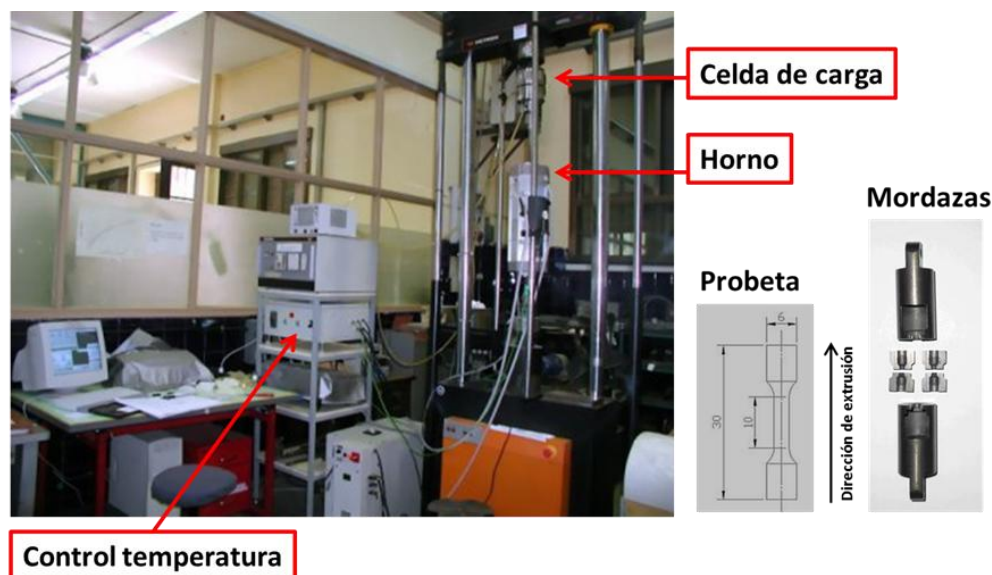 Celda de carga
Horno
Mordazas
Probeta
6
30
10
Dirección de extrusión
Control temperatura